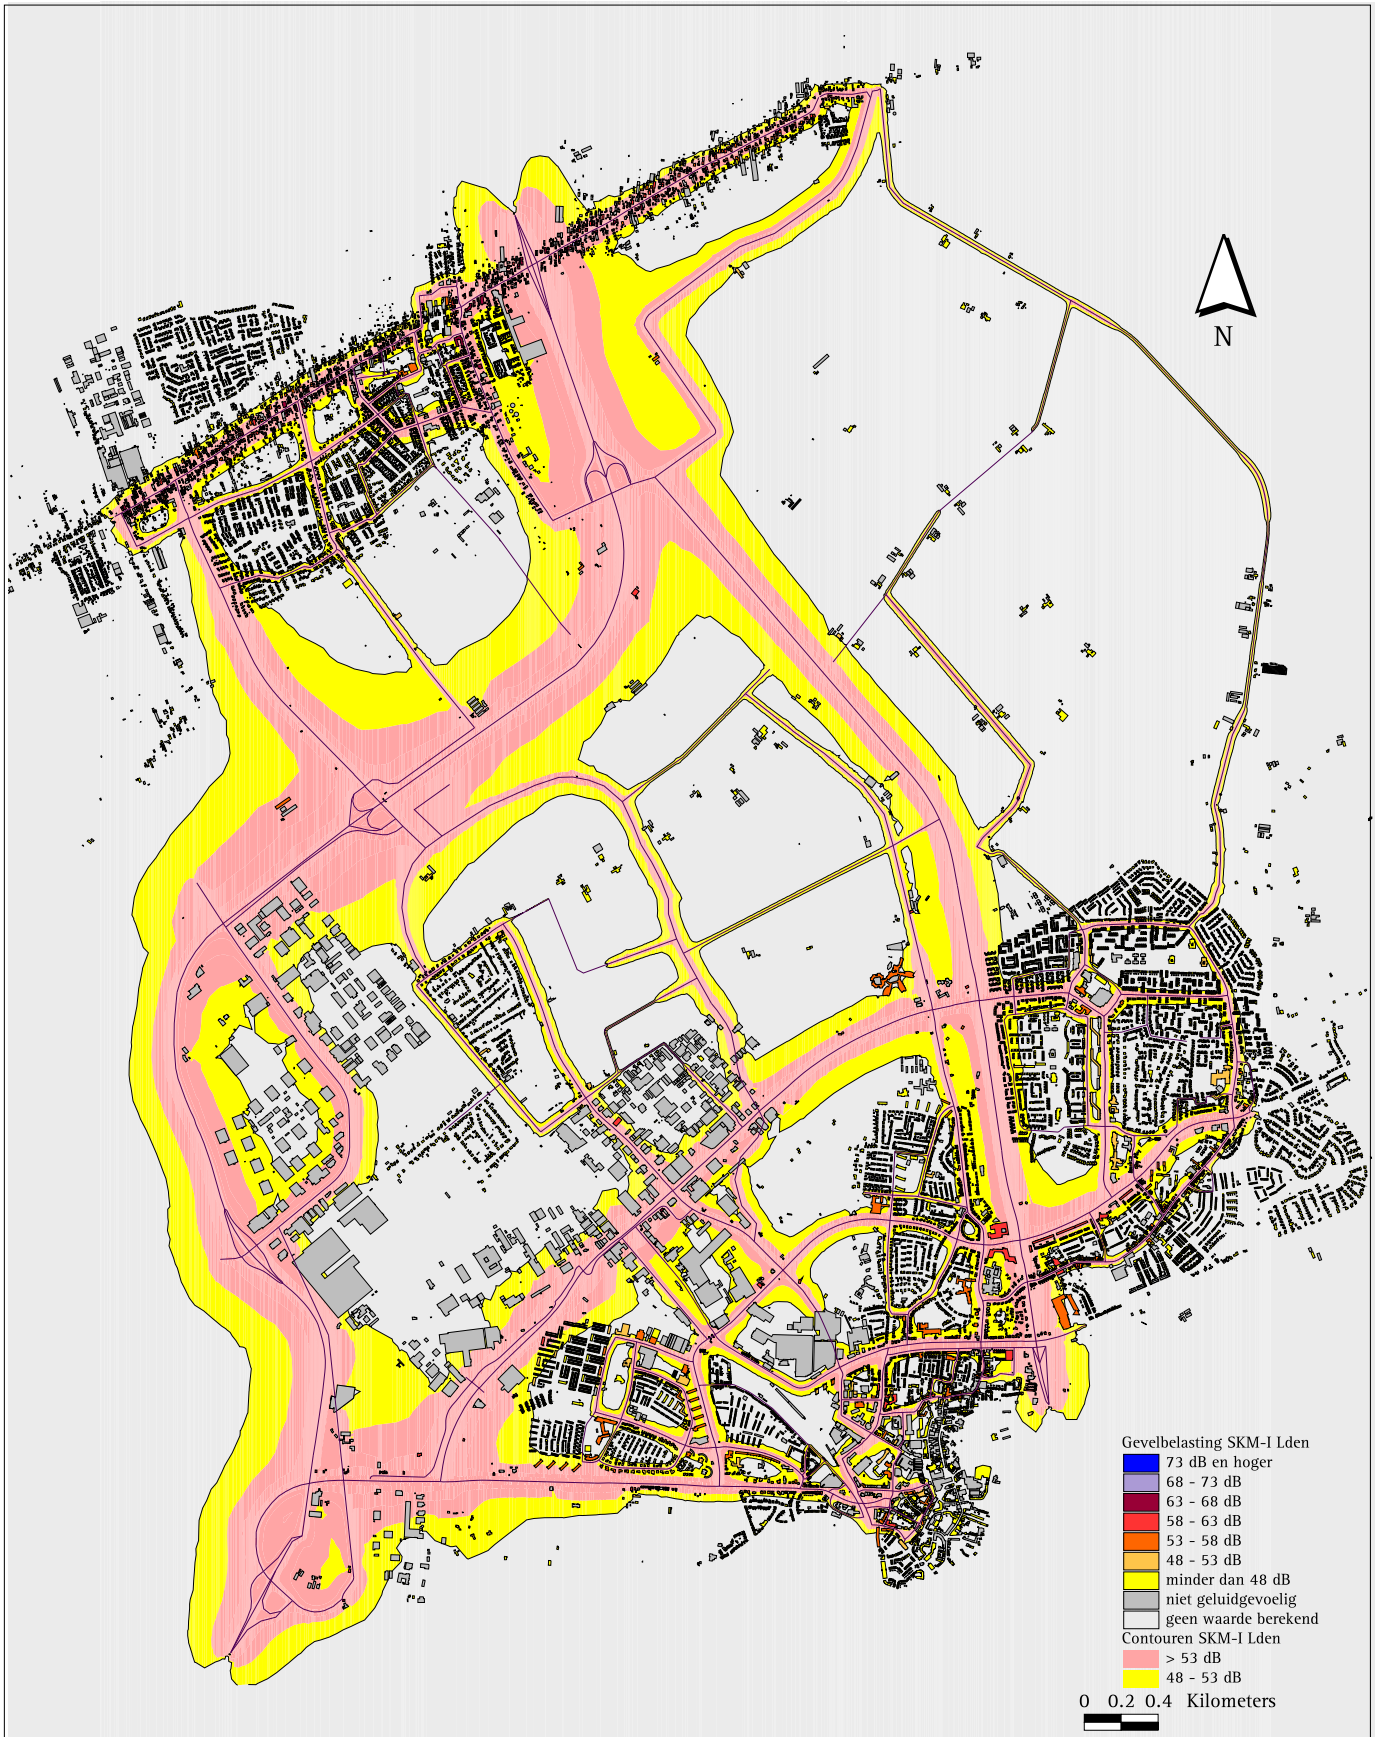 N
Gevelbelasting SKM-I Lden
73 dB en hoger
68 - 73 dB
63 - 68 dB
58 - 63 dB
53 - 58 dB
48 - 53 dB
minder dan 48 dB
niet geluidgevoelig
geen waarde berekend
Contouren SKM-I Lden
> 53 dB
48 - 53 dB
0 0.2 0.4 Kilometers